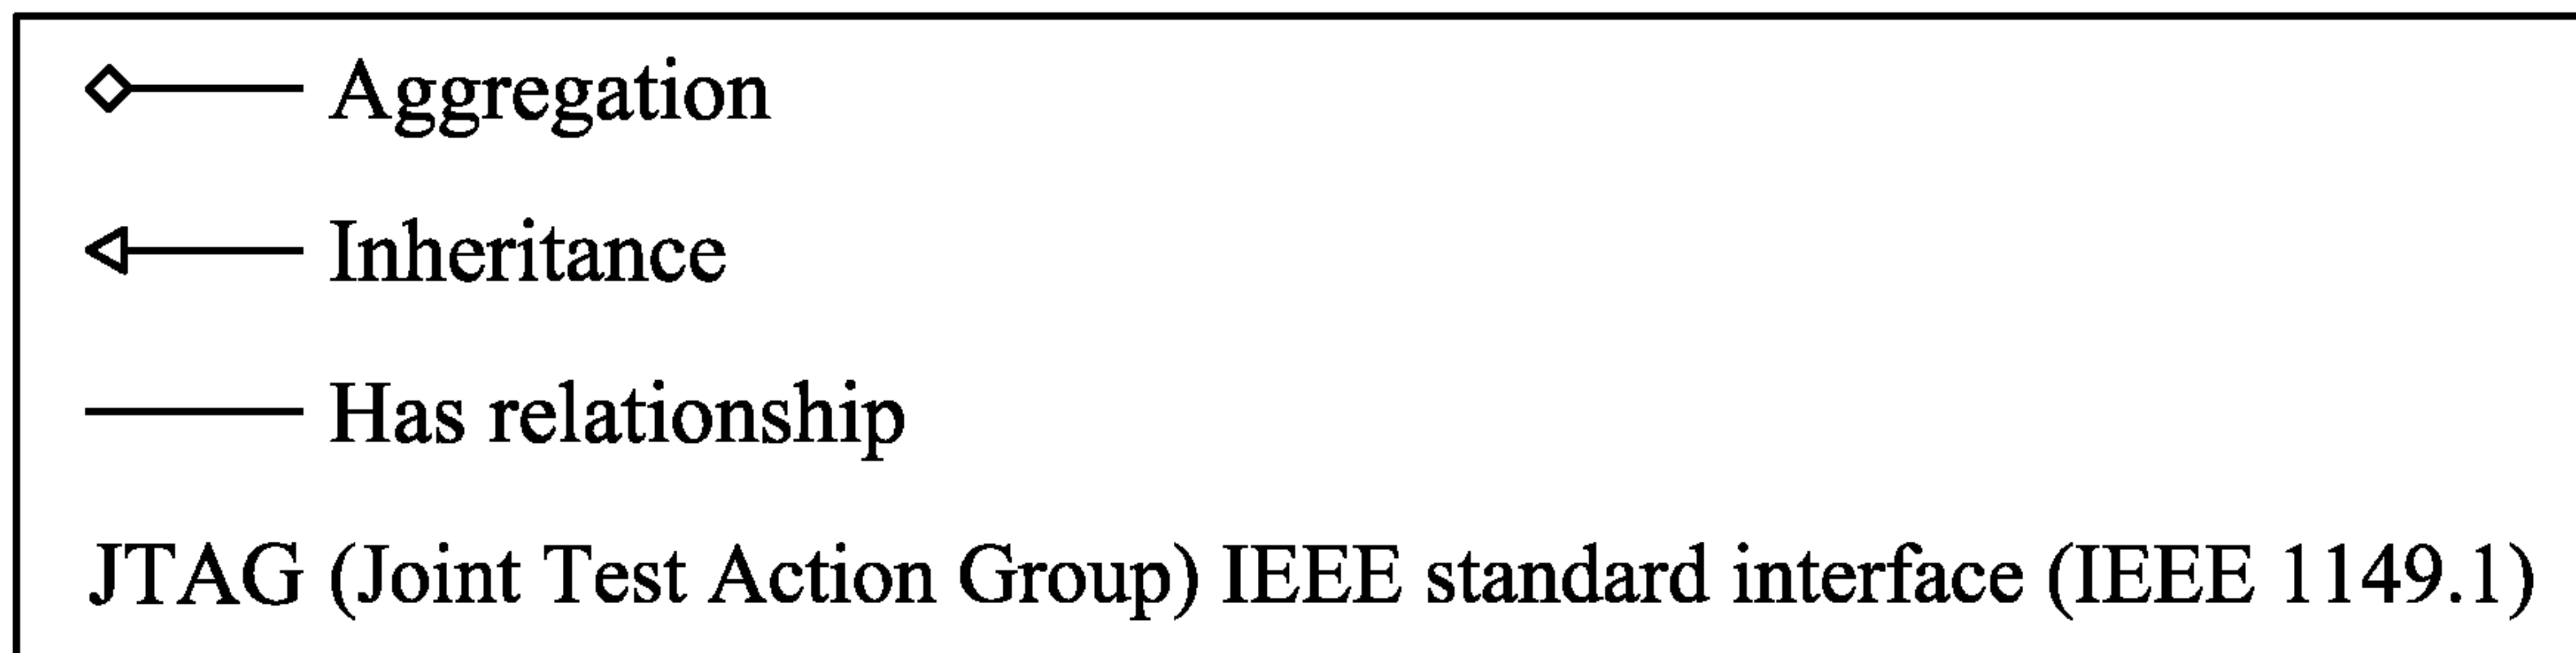 Aggregation
Inheritance
Has relationship
JTAG (Joint Test Action Group) IEEE standard interface (IEEE 1149.1)